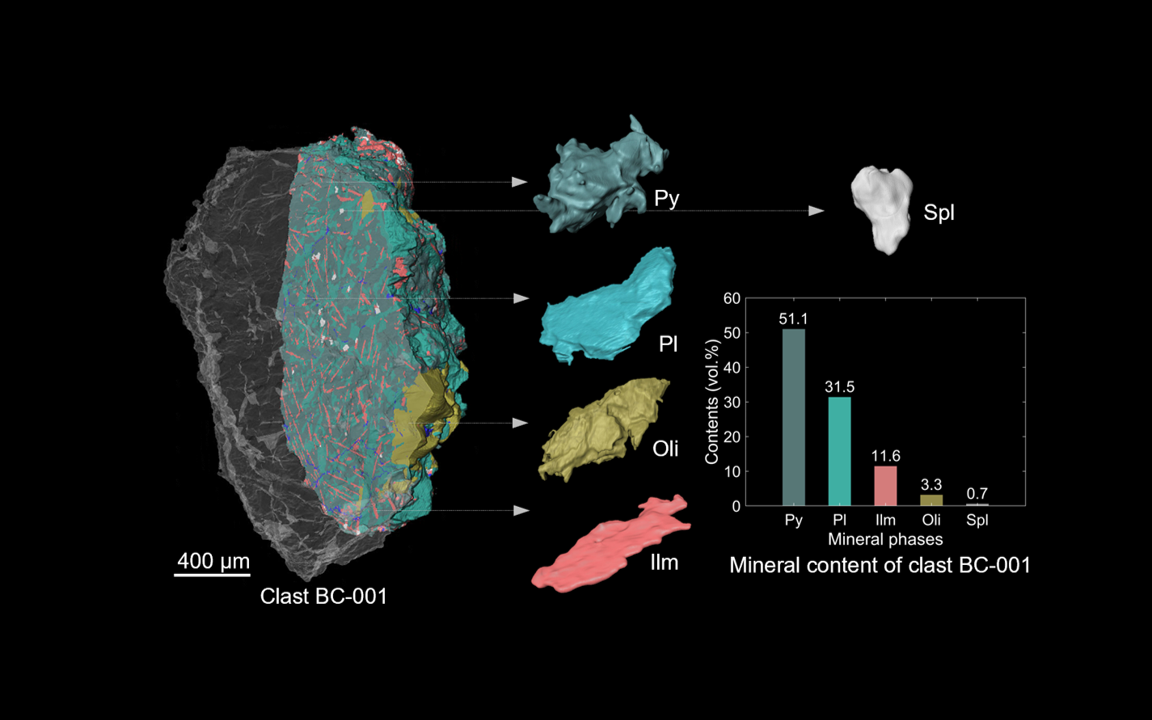 Py
Spl
Pl
Oli
Ilm
400 µm
Clast BC-001
60
50
40
30
20
10
0
Contents (vol.%)
51.1
31.5
11.6
3.3
0.7
Py Pl Ilm Oli Spl
Mineral phases
Mineral content of clast BC-001